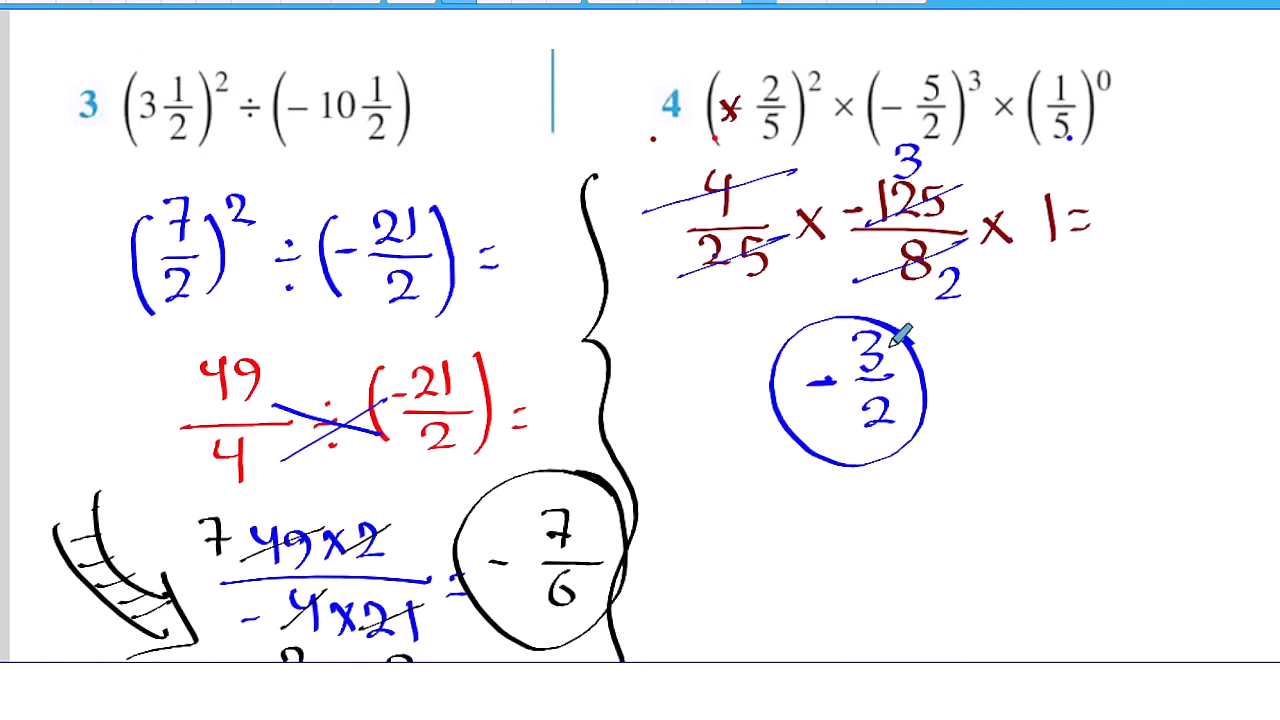 3 (3 1/2)² ÷ (− 10 1/2)
(7/2)² ÷ (− 21/2) =
49/4 ÷ (−21/2) =
7 49×2 / − 4×21 = − 7/6
4 (− 2/5)² × (− 5/2)³ × (1/5)⁰
4/25 × −125/8 × 1 =
3
2
− 3/2